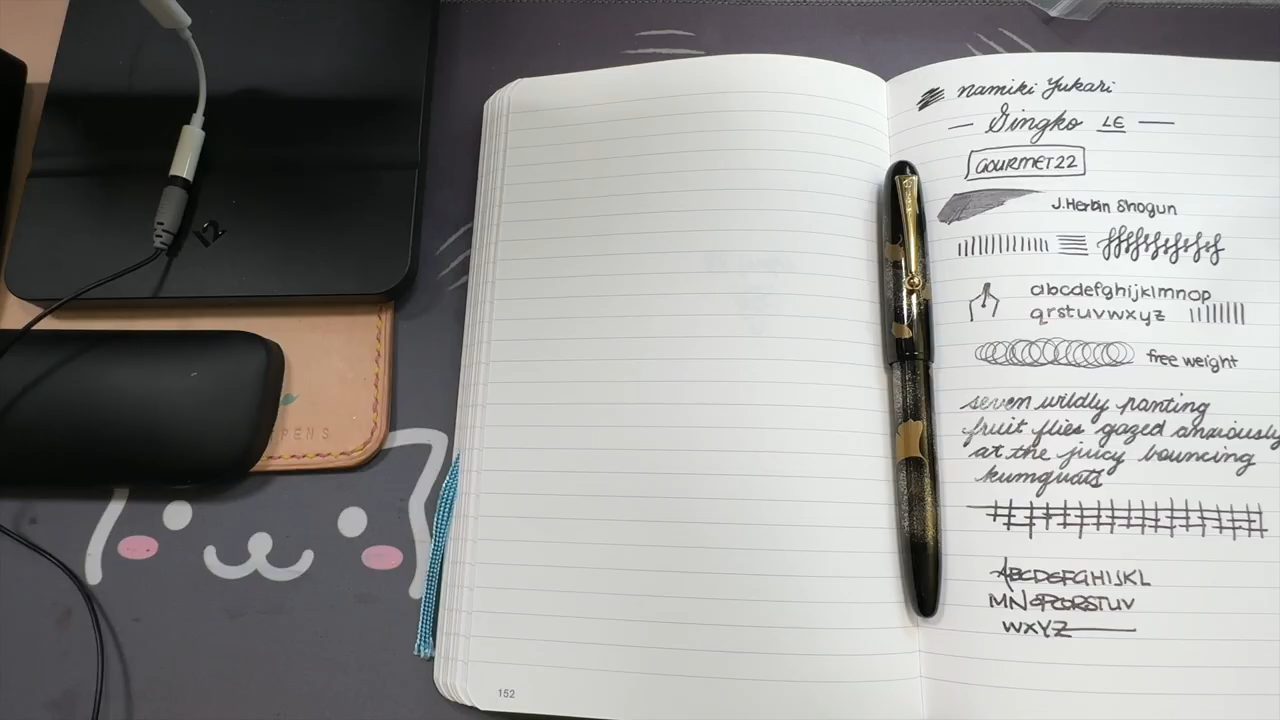 12
PENS
152
Namiki Yukari
— Gingko LE —
GOURMET22
J.Herbin Shogun
abcdefghijklmnop
qrstuvwxyz
free weight
seven wildly panting
fruit flies gazed anxiously
at the juicy bouncing
kumquats
ABCDEFGHIJKL
MNOPQRSTUV
WXYZ